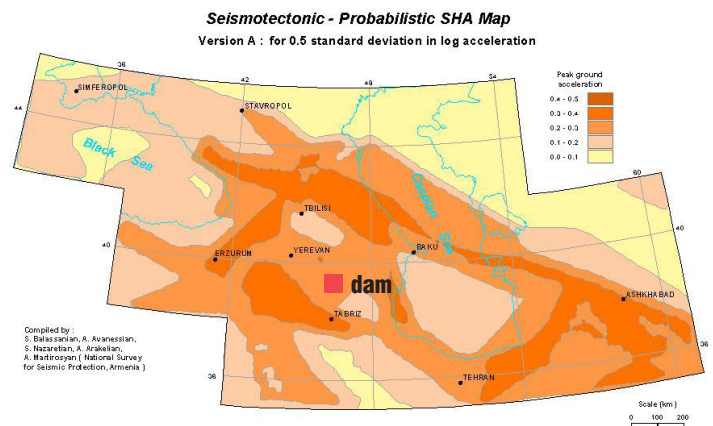 Seismotectonic - Probabilistic SHA Map
Version A : for 0.5 standard deviation in log acceleration
36
42
48
54
60
44
40
36
40
36
SIMFEROPOL
STAVROPOL
Black Sea
Caspian Sea
TBILISI
ERZURUM
YEREVAN
BAKU
dam
TABRIZ
ASHKHABAD
TEHRAN
Peak ground
acceleration
0.4 - 0.5
0.3 - 0.4
0.2 - 0.3
0.1 - 0.2
0.0 - 0.1
Compiled by :
S. Balassanian, A. Avanessian,
S. Nazaretian, A. Arakelian,
A. Martirosyan ( National Survey
for Seismic Protection, Armenia )
Scale (km)
0 100 200